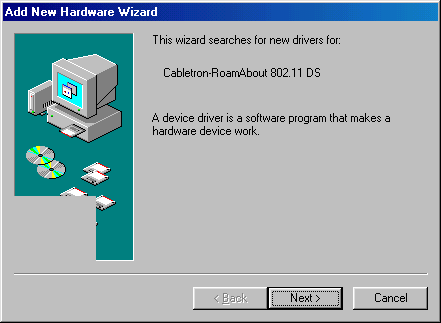 Add New Hardware Wizard
This wizard searches for new drivers for:
Cabletron-RoamAbout 802.11 DS
A device driver is a software program that makes a
hardware device work.
< Back
Next >
Cancel